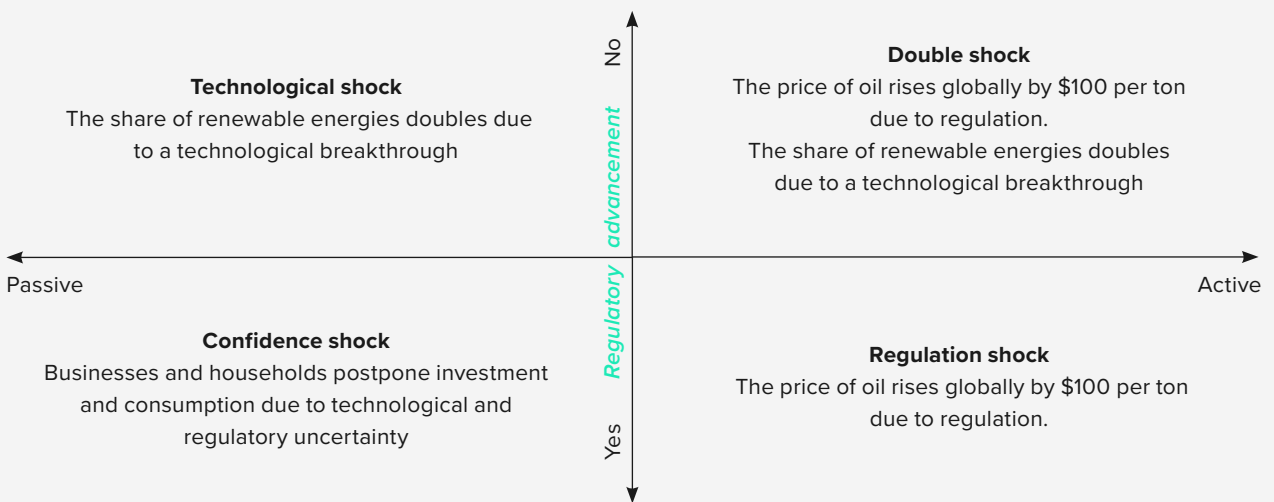 No
Double shock
The price of oil rises globally by $100 per ton
due to regulation.
The share of renewable energies doubles
due to a technological breakthrough
Technological shock
The share of renewable energies doubles due
to a technological breakthrough
Regulatory advancement
Passive
Active
Confidence shock
Businesses and households postpone investment
and consumption due to technological and
regulatory uncertainty
Regulation shock
The price of oil rises globally by $100 per ton
due to regulation.
Yes